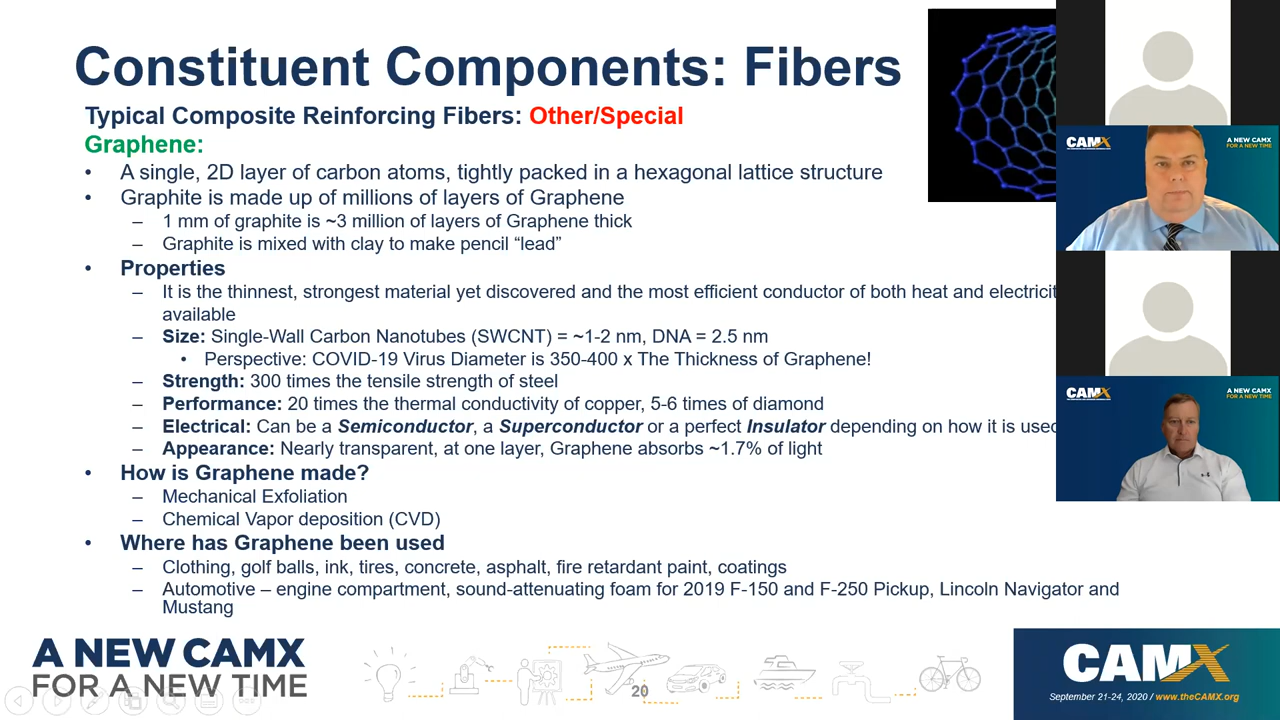 Constituent Components: Fibers
Typical Composite Reinforcing Fibers: Other/Special
Graphene:
• A single, 2D layer of carbon atoms, tightly packed in a hexagonal lattice structure
• Graphite is made up of millions of layers of Graphene
– 1 mm of graphite is ~3 million of layers of Graphene thick
– Graphite is mixed with clay to make pencil “lead”
• Properties
– It is the thinnest, strongest material yet discovered and the most efficient conductor of both heat and electricit
available
– Size: Single-Wall Carbon Nanotubes (SWCNT) = ~1-2 nm, DNA = 2.5 nm
• Perspective: COVID-19 Virus Diameter is 350-400 x The Thickness of Graphene!
– Strength: 300 times the tensile strength of steel
– Performance: 20 times the thermal conductivity of copper, 5-6 times of diamond
– Electrical: Can be a Semiconductor, a Superconductor or a perfect Insulator depending on how it is used
– Appearance: Nearly transparent, at one layer, Graphene absorbs ~1.7% of light
• How is Graphene made?
– Mechanical Exfoliation
– Chemical Vapor deposition (CVD)
• Where has Graphene been used
– Clothing, golf balls, ink, tires, concrete, asphalt, fire retardant paint, coatings
– Automotive – engine compartment, sound-attenuating foam for 2019 F-150 and F-250 Pickup, Lincoln Navigator and
Mustang
A NEW CAMX
FOR A NEW TIME
20
CAMX
September 21-24, 2020 / www.theCAMX.org
CAMX
A NEW CAMX
FOR A NEW TIME
CAMX
A NEW CAMX
FOR A NEW TIME